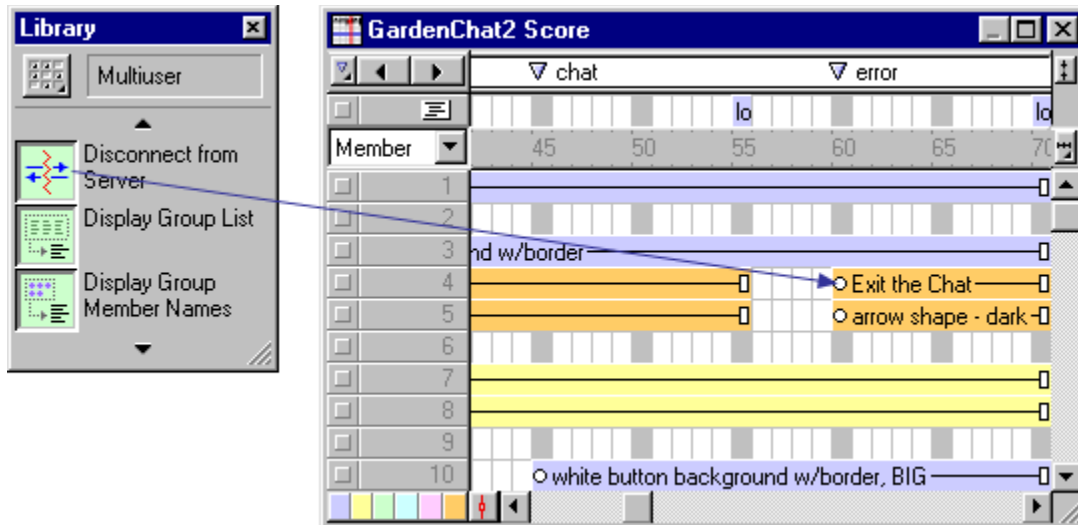 Library
Multiuser
Disconnect from
Server
Display Group List
Display Group
Member Names
GardenChat2 Score
chat
error
lo
lo
Member
45
50
55
60
65
70
1
2
3
nd w/border
4
Exit the Chat
5
arrow shape - dark
6
7
8
9
10
white button background w/border, BIG